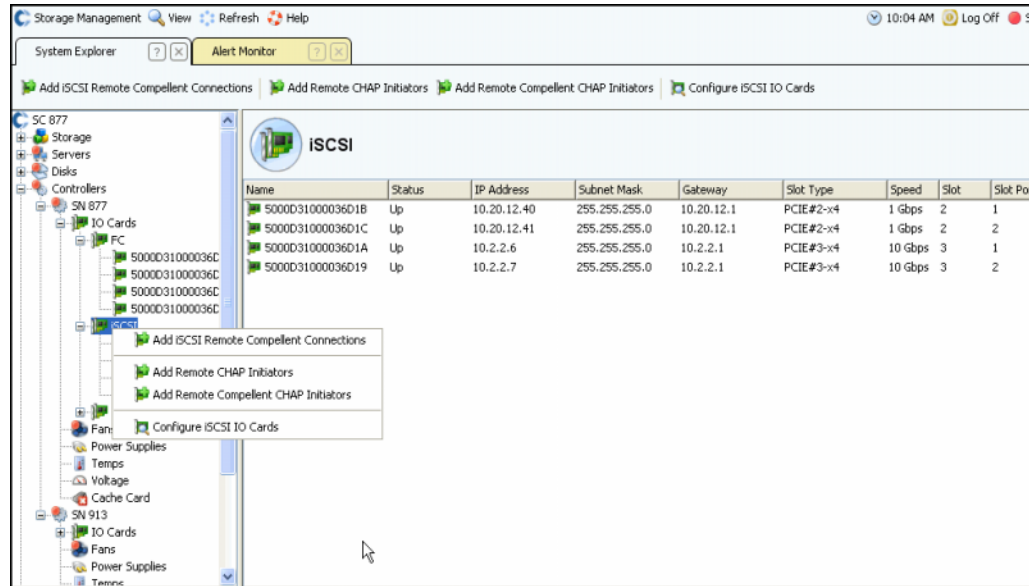 Storage Management View Refresh Help 10:04 AM Log Off S
System Explorer ? Alert Monitor ?
Add iSCSI Remote Compellent Connections Add Remote CHAP Initiators Add Remote Compellent CHAP Initiators Configure iSCSI IO Cards
SC 877
Storage
Servers
Disks
Controllers
SN 877
IO Cards
FC
5000D31000036D
5000D31000036D
5000D31000036D
5000D31000036D
iSCSI
Add iSCSI Remote Compellent Connections
Add Remote CHAP Initiators
Add Remote Compellent CHAP Initiators
Configure iSCSI IO Cards
Fans
Power Supplies
Temps
Voltage
Cache Card
SN 913
IO Cards
Fans
Power Supplies
Temps
iSCSI
Name Status IP Address Subnet Mask Gateway Slot Type Speed Slot Slot Po
5000D31000036D1B Up 10.20.12.40 255.255.255.0 10.20.12.1 PCIE#2-x4 1 Gbps 2 1
5000D31000036D1C Up 10.20.12.41 255.255.255.0 10.20.12.1 PCIE#2-x4 1 Gbps 2 2
5000D31000036D1A Up 10.2.2.6 255.255.255.0 10.2.2.1 PCIE#3-x4 10 Gbps 3 1
5000D31000036D19 Up 10.2.2.7 255.255.255.0 10.2.2.1 PCIE#3-x4 10 Gbps 3 2